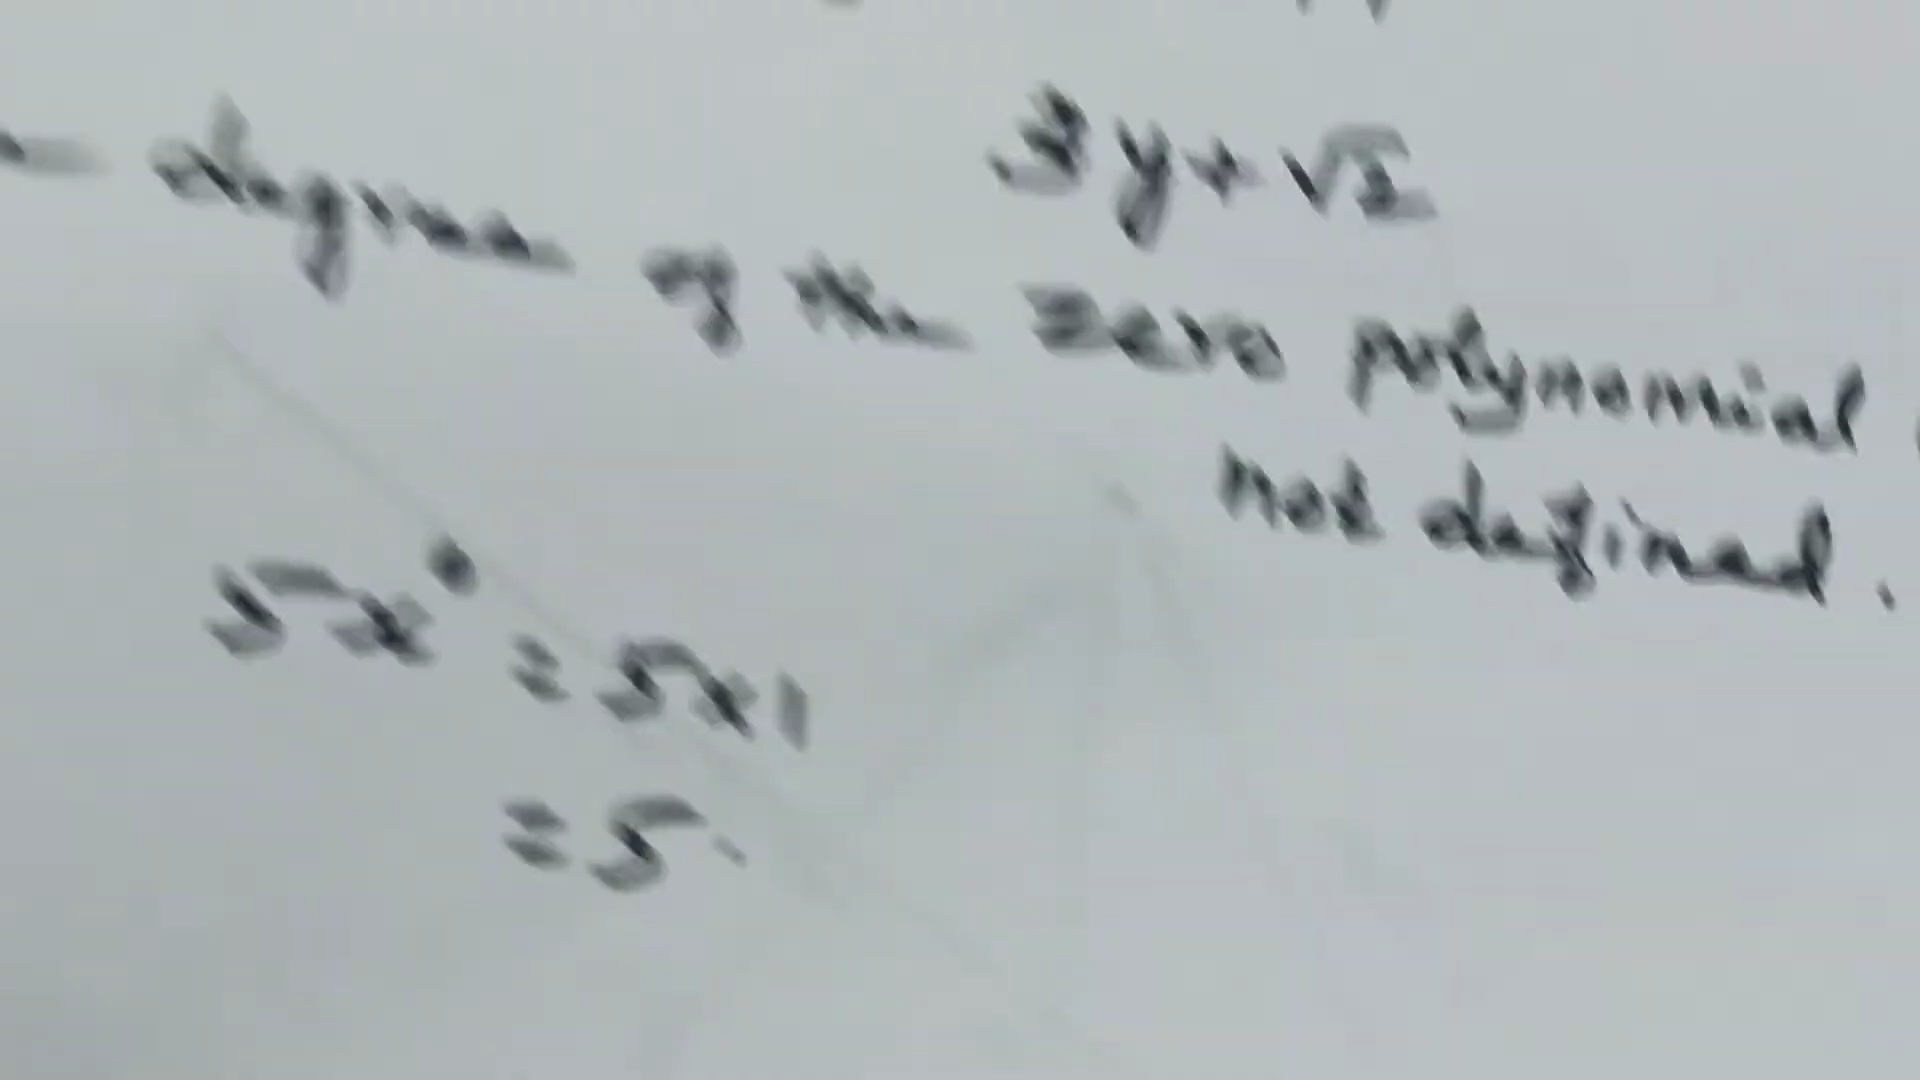 3y + √2
degree of the zero polynomial
not defined.
5x⁰ = 5×1
= 5.